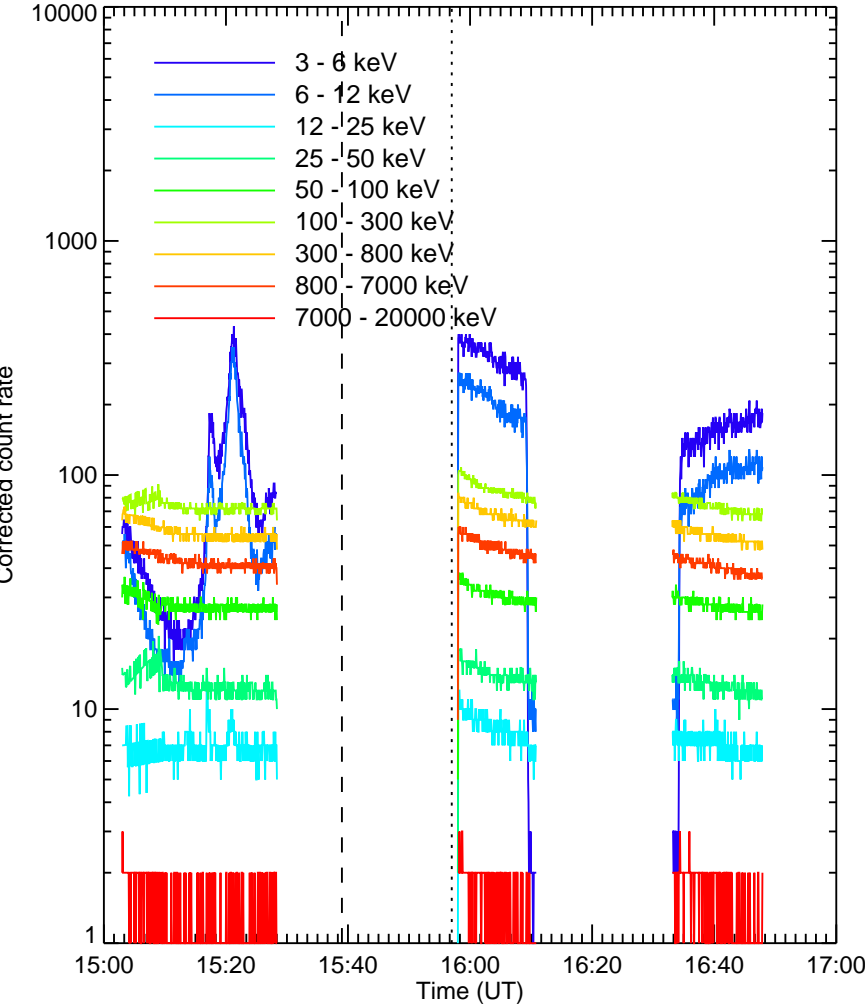 10000
3 - 6 keV
6 - 12 keV
12 - 25 keV
25 - 50 keV
50 - 100 keV
1000
100 - 300 keV
300 - 800 keV
800 - 7000 keV
7000 - 20000 keV
Corrected count rate
100
10
1
15:00 15:20 15:40 16:00 16:20 16:40 17:00
Time (UT)